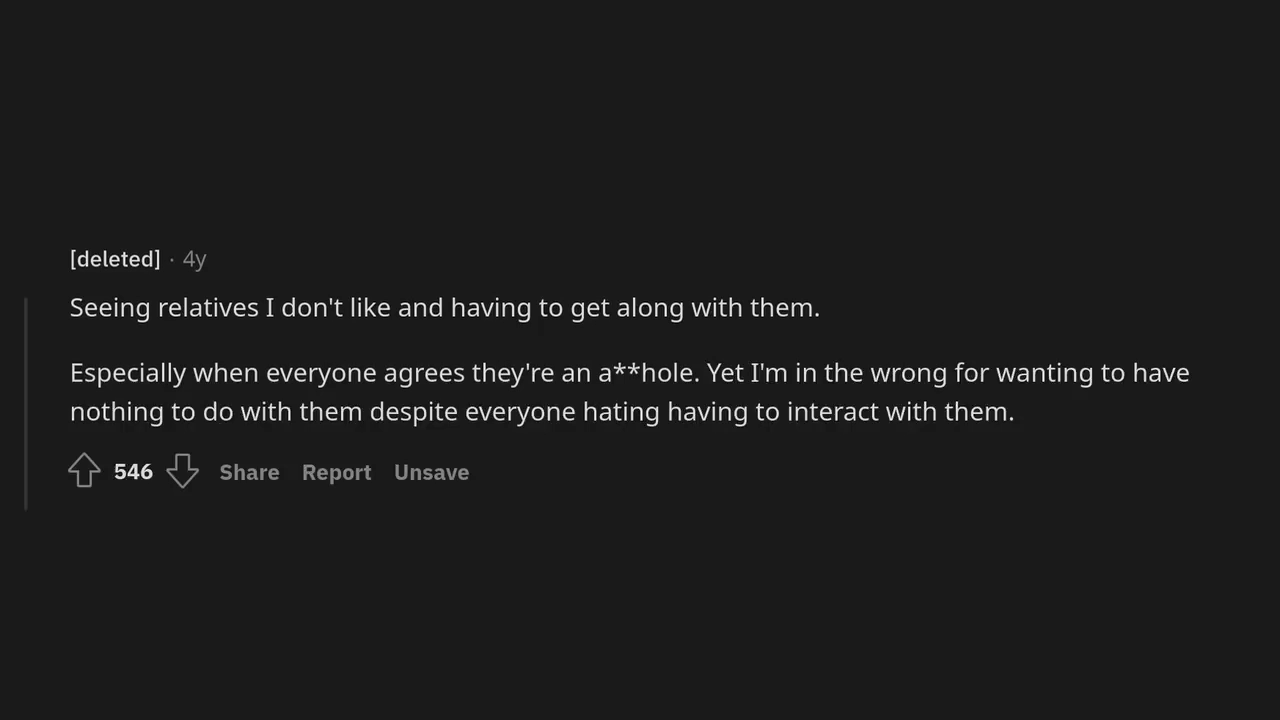 [deleted] · 4y
Seeing relatives I don't like and having to get along with them.
Especially when everyone agrees they're an a**hole. Yet I'm in the wrong for wanting to have
nothing to do with them despite everyone hating having to interact with them.
546 Share Report Unsave